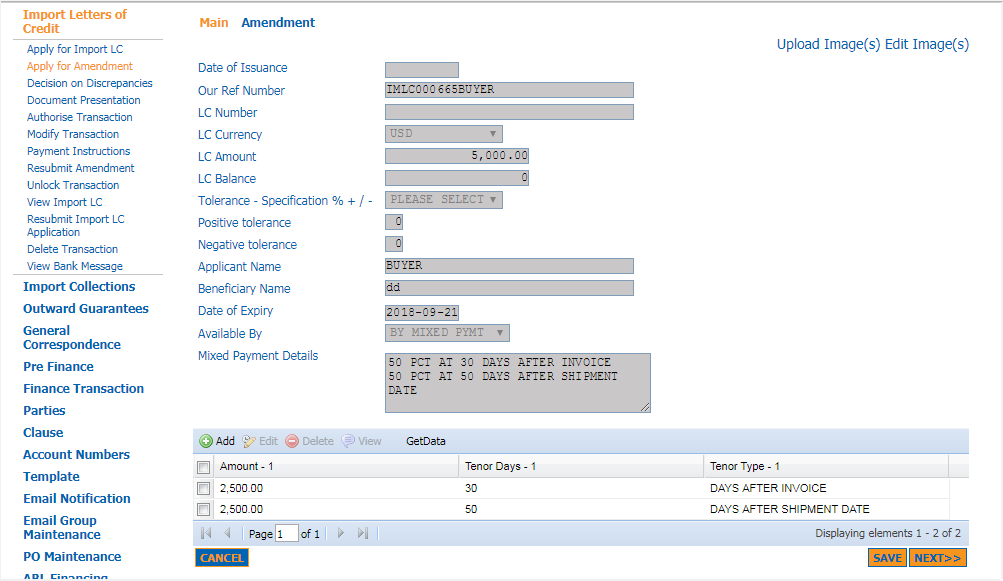 Import Letters of
Credit
Apply for Import LC
Apply for Amendment
Decision on Discrepancies
Document Presentation
Authorise Transaction
Modify Transaction
Payment Instructions
Resubmit Amendment
Unlock Transaction
View Import LC
Resubmit Import LC
Application
Delete Transaction
View Bank Message
Import Collections
Outward Guarantees
General
Correspondence
Pre Finance
Finance Transaction
Parties
Clause
Account Numbers
Template
Email Notification
Email Group
Maintenance
PO Maintenance
ABL Financing
Main Amendment
Upload Image(s) Edit Image(s)
Date of Issuance
Our Ref Number IMLC000665BUYER
LC Number
LC Currency USD
LC Amount 5,000.00
LC Balance 0
Tolerance - Specification % + / - PLEASE SELECT
Positive tolerance 0
Negative tolerance 0
Applicant Name BUYER
Beneficiary Name dd
Date of Expiry 2018-09-21
Available By BY MIXED PYMT
Mixed Payment Details
50 PCT AT 30 DAYS AFTER INVOICE
50 PCT AT 50 DAYS AFTER SHIPMENT
DATE
Add Edit Delete View GetData
Amount - 1 Tenor Days - 1 Tenor Type - 1
2,500.00 30 DAYS AFTER INVOICE
2,500.00 50 DAYS AFTER SHIPMENT DATE
Page 1 of 1 Displaying elements 1 - 2 of 2
CANCEL SAVE NEXT>>